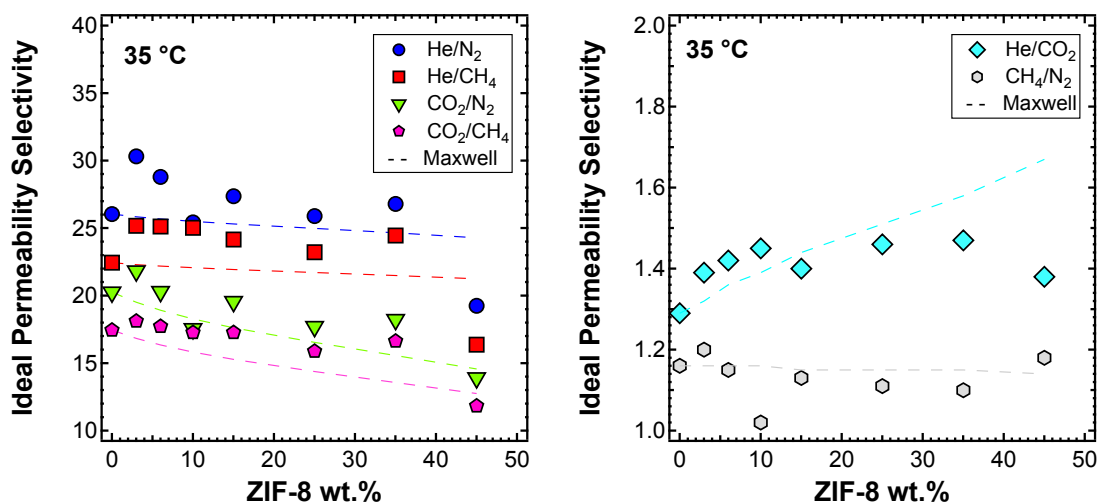 40
35
30
25
20
15
10
Ideal Permeability Selectivity
35 °C
He/N₂
He/CH₄
CO₂/N₂
CO₂/CH₄
Maxwell
0 10 20 30 40 50
ZIF-8 wt.%
2.0
1.8
1.6
1.4
1.2
1.0
Ideal Permeability Selectivity
35 °C
He/CO₂
CH₄/N₂
Maxwell
0 10 20 30 40 50
ZIF-8 wt.%